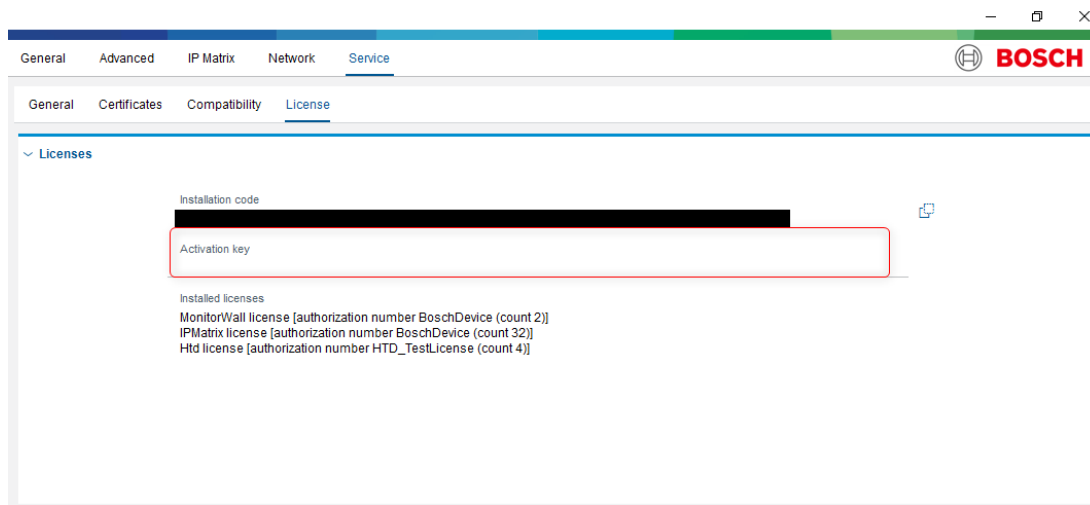 General Advanced IP Matrix Network Service BOSCH
General Certificates Compatibility License
Licenses
Installation code
Activation key
Installed licenses
MonitorWall license [authorization number BoschDevice (count 2)]
IPMatrix license [authorization number BoschDevice (count 32)]
Htd license [authorization number HTD_TestLicense (count 4)]